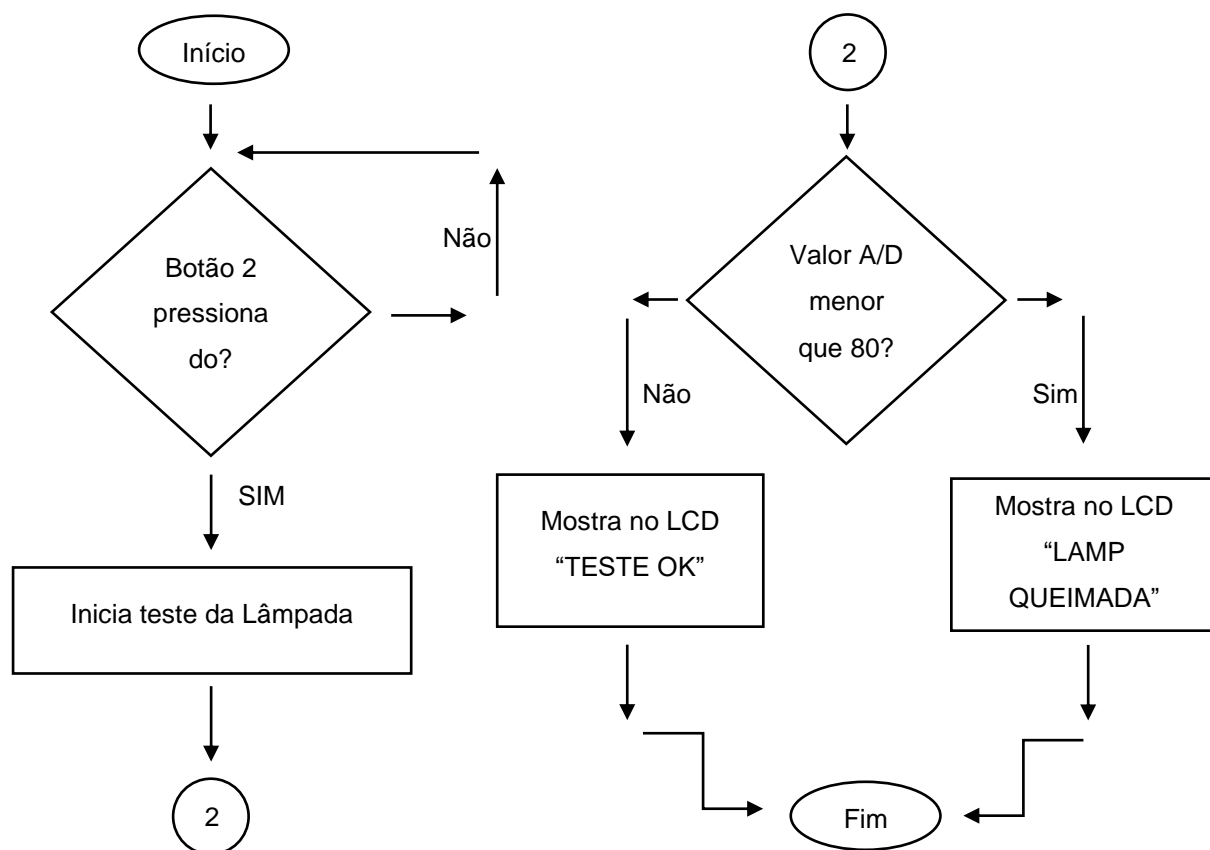 Início
Não
Botão 2
pressiona
do?
SIM
Inicia teste da Lâmpada
2
2
Valor A/D
menor
que 80?
Não
Sim
Mostra no LCD
“TESTE OK”
Mostra no LCD
“LAMP
QUEIMADA”
Fim